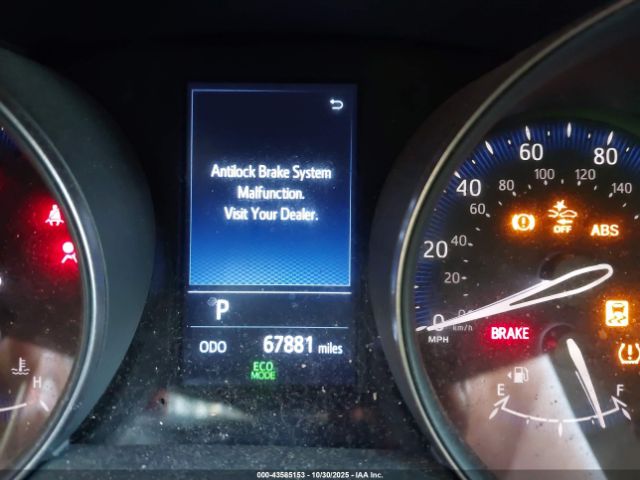 Antilock Brake System
Malfunction.
Visit Your Dealer.
P
ODO 67881 miles
ECO
MODE
H
60
80
40
100
120
80
140
60
OFF
ABS
20
40
20
0
km/h
MPH
BRAKE
E
F
000-43585153 - 10/30/2025 - IAA Inc.